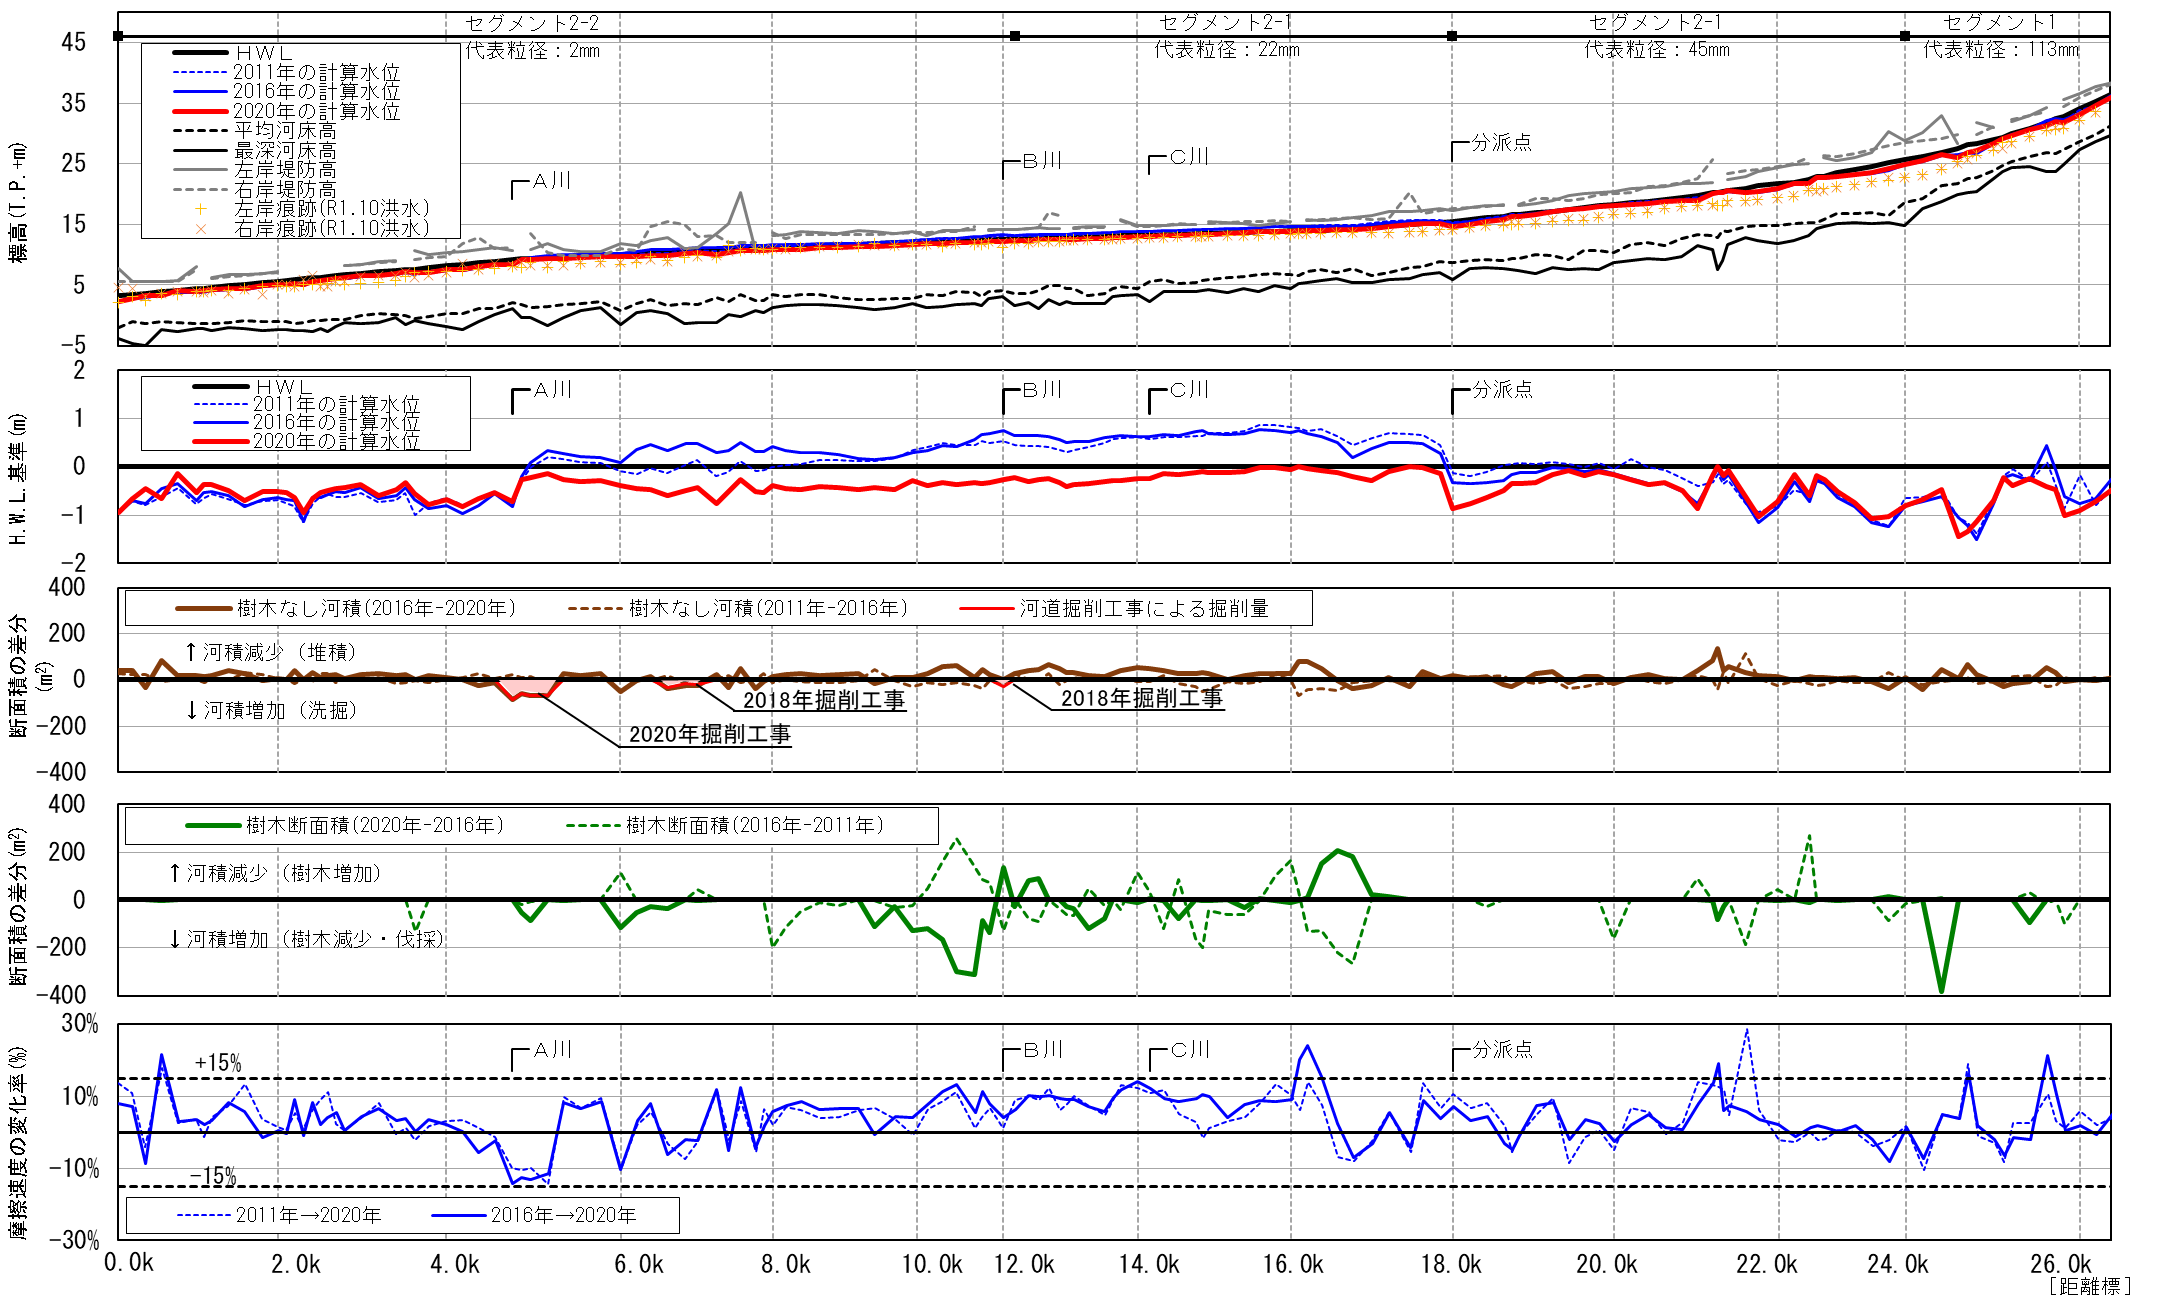 セグメント2-2
セグメント2-1
セグメント2-1
セグメント1
代表粒径：2mm
代表粒径：22mm
代表粒径：45mm
代表粒径：113mm
標高(T.P.+m)
45
35
25
15
5
-5
HWL
2011年の計算水位
2016年の計算水位
2020年の計算水位
平均河床高
最深河床高
左岸堤防高
右岸堤防高
左岸痕跡(R1.10洪水)
右岸痕跡(R1.10洪水)
A川
B川
C川
分派点
H.W.L.基準(m)
2
1
0
-1
-2
HWL
2011年の計算水位
2016年の計算水位
2020年の計算水位
A川
B川
C川
分派点
断面積の差分
(m²)
400
200
0
-200
-400
樹木なし河積(2016年-2020年)
樹木なし河積(2011年-2016年)
河道掘削工事による掘削量
↑河積減少（堆積）
↓河積増加（洗掘）
2020年掘削工事
2018年掘削工事
2018年掘削工事
断面積の差分(m²)
400
200
0
-200
-400
樹木断面積(2020年-2016年)
樹木断面積(2016年-2011年)
↑河積減少（樹木増加）
↓河積増加（樹木減少・伐採）
摩擦速度の変化率(%)
30%
10%
-10%
-30%
+15%
-15%
A川
B川
C川
分派点
2011年→2020年
2016年→2020年
0.0k
2.0k
4.0k
6.0k
8.0k
10.0k
12.0k
14.0k
16.0k
18.0k
20.0k
22.0k
24.0k
26.0k
[距離標]